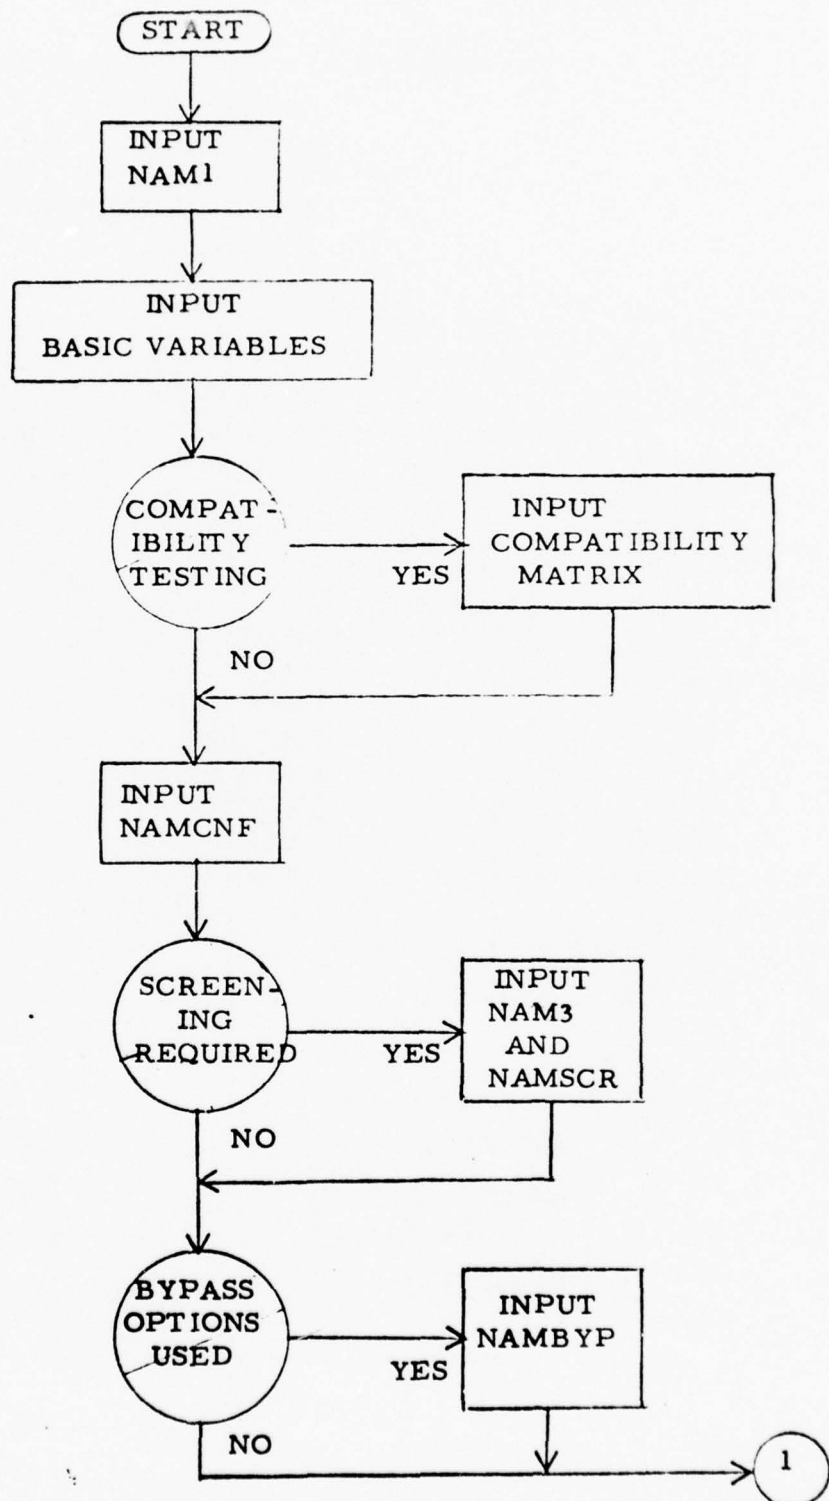 START
INPUT
NAM1
INPUT
BASIC VARIABLES
COMPAT-
IBILITY
TESTING
YES
INPUT
COMPATIBILITY
MATRIX
NO
INPUT
NAMCNF
SCREEN-
ING
REQUIRED
YES
INPUT
NAM3
AND
NAMSCR
NO
BYPASS
OPTIONS
USED
YES
INPUT
NAMBYP
NO
1